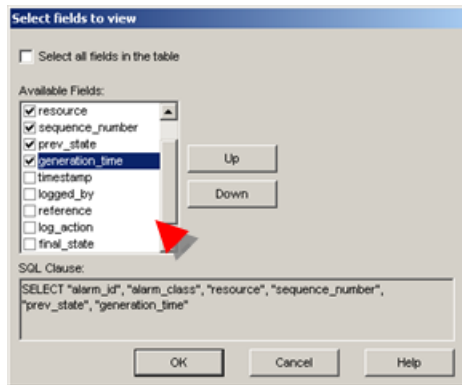 Select fields to view
Select all fields in the table
Available Fields:
resource
sequence_number
prev_state
generation_time
timestamp
logged_by
reference
log_action
final_state
Up
Down
SQL Clause:
SELECT "alarm_id", "alarm_class", "resource", "sequence_number",
"prev_state", "generation_time"
OK
Cancel
Help